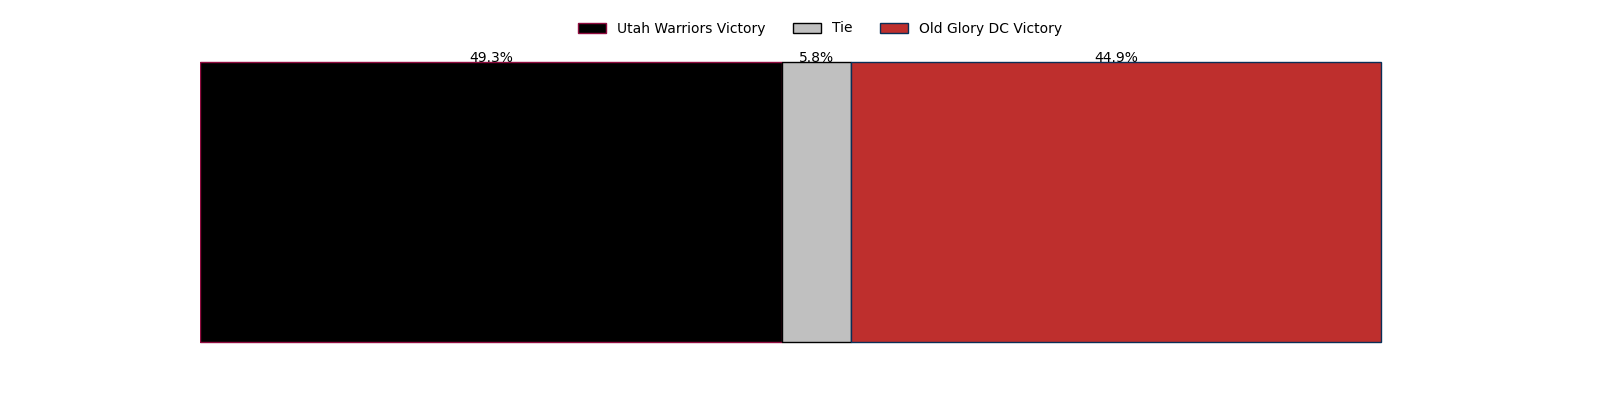 Utah Warriors Victory Tie Old Glory DC Victory
49.3% 5.8% 44.9%